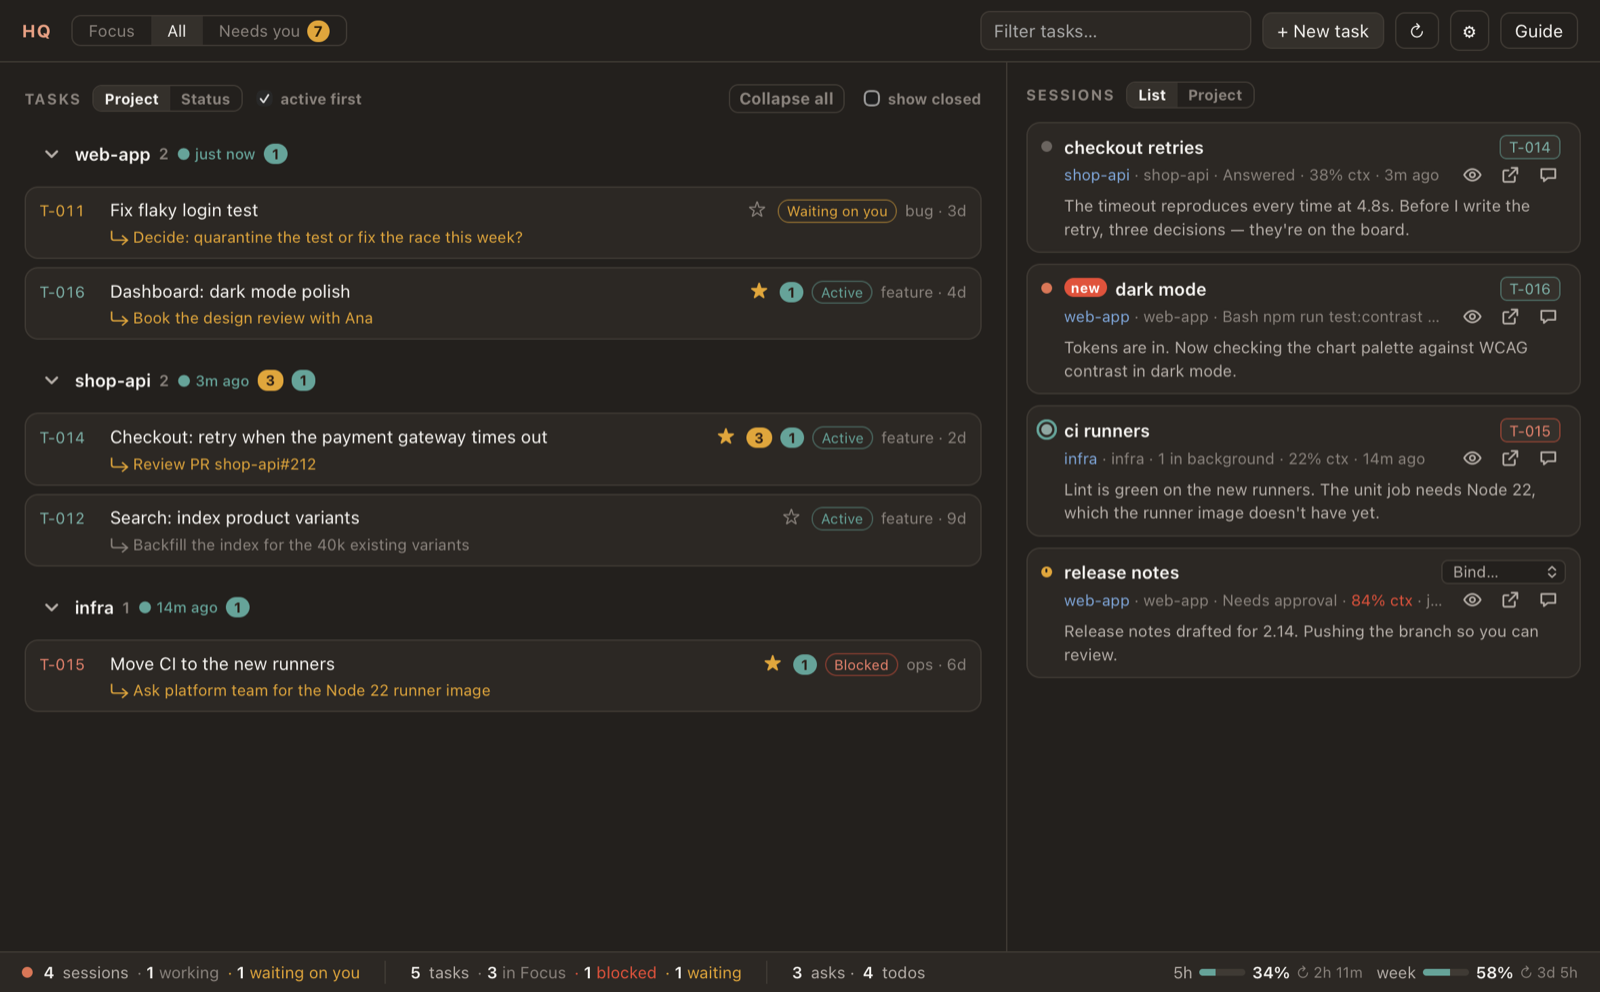 HQ Focus All Needs you 7 Filter tasks... + New task Guide
TASKS Project Status active first Collapse all show closed
web-app 2 just now 1
T-011 Fix flaky login test Waiting on you bug · 3d
Decide: quarantine the test or fix the race this week?
T-016 Dashboard: dark mode polish 1 Active feature · 4d
Book the design review with Ana
shop-api 2 3m ago 3 1
T-014 Checkout: retry when the payment gateway times out 3 1 Active feature · 2d
Review PR shop-api#212
T-012 Search: index product variants Active feature · 9d
Backfill the index for the 40k existing variants
infra 1 14m ago 1
T-015 Move CI to the new runners 1 Blocked ops · 6d
Ask platform team for the Node 22 runner image
SESSIONS List Project
checkout retries T-014
shop-api · shop-api · Answered · 38% ctx · 3m ago
The timeout reproduces every time at 4.8s. Before I write the
retry, three decisions — they're on the board.
new dark mode T-016
web-app · web-app · Bash npm run test:contrast ...
Tokens are in. Now checking the chart palette against WCAG
contrast in dark mode.
ci runners T-015
infra · infra · 1 in background · 22% ctx · 14m ago
Lint is green on the new runners. The unit job needs Node 22,
which the runner image doesn't have yet.
release notes Bind...
web-app · web-app · Needs approval · 84% ctx · j...
Release notes drafted for 2.14. Pushing the branch so you can
review.
4 sessions · 1 working · 1 waiting on you 5 tasks · 3 in Focus · 1 blocked · 1 waiting 3 asks · 4 todos 5h 34% 2h 11m week 58% 3d 5h